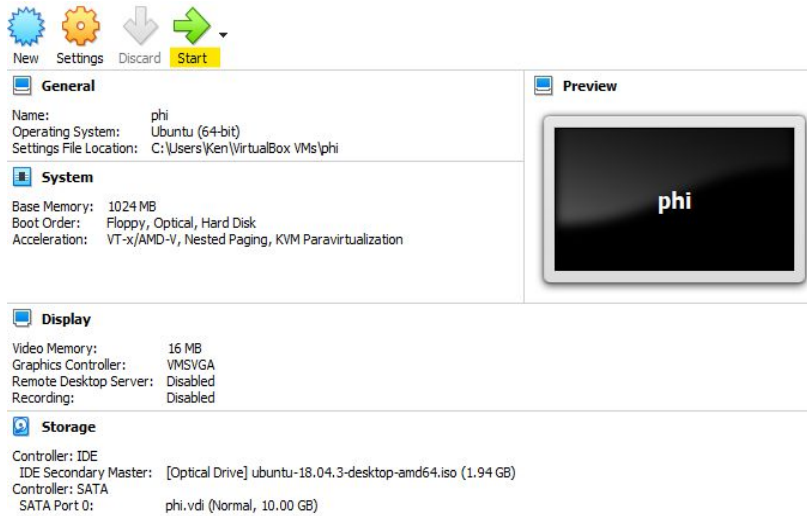 New Settings Discard Start
General
Name: phi
Operating System: Ubuntu (64-bit)
Settings File Location: C:\Users\Ken\VirtualBox VMs\phi
System
Base Memory: 1024 MB
Boot Order: Floppy, Optical, Hard Disk
Acceleration: VT-x/AMD-V, Nested Paging, KVM Paravirtualization
Preview
phi
Display
Video Memory: 16 MB
Graphics Controller: VMSVGA
Remote Desktop Server: Disabled
Recording: Disabled
Storage
Controller: IDE
IDE Secondary Master: [Optical Drive] ubuntu-18.04.3-desktop-amd64.iso (1.94 GB)
Controller: SATA
SATA Port 0: phi.vdi (Normal, 10.00 GB)